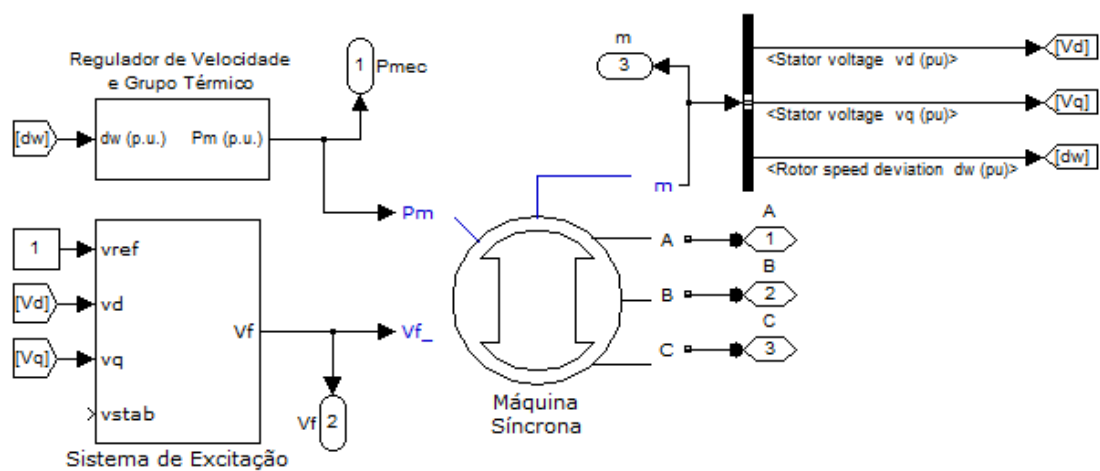 Regulador de Velocidade
e Grupo Térmico
[dw]
dw (p.u.)
Pm (p.u.)
1
Pmec
m
3
<Stator voltage vd (pu)>
[Vd]
<Stator voltage vq (pu)>
[Vq]
<Rotor speed deviation dw (pu)>
[dw]
m
Pm
1
vref
[Vd]
vd
[Vq]
vq
vstab
Vf
Vf_
Vf
2
Sistema de Excitação
Máquina
Síncrona
A
A
1
B
B
2
C
C
3